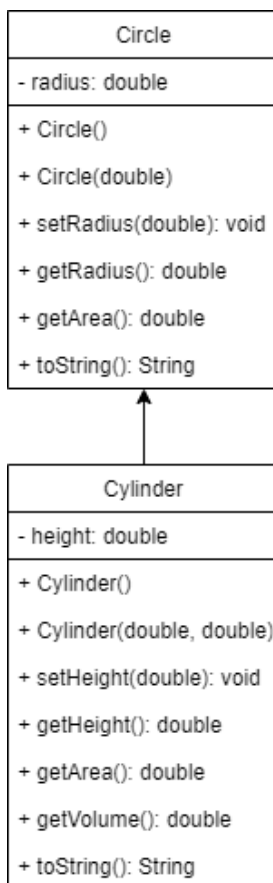 Circle
- radius: double
+ Circle()
+ Circle(double)
+ setRadius(double): void
+ getRadius(): double
+ getArea(): double
+ toString(): String
Cylinder
- height: double
+ Cylinder()
+ Cylinder(double, double)
+ setHeight(double): void
+ getHeight(): double
+ getArea(): double
+ getVolume(): double
+ toString(): String